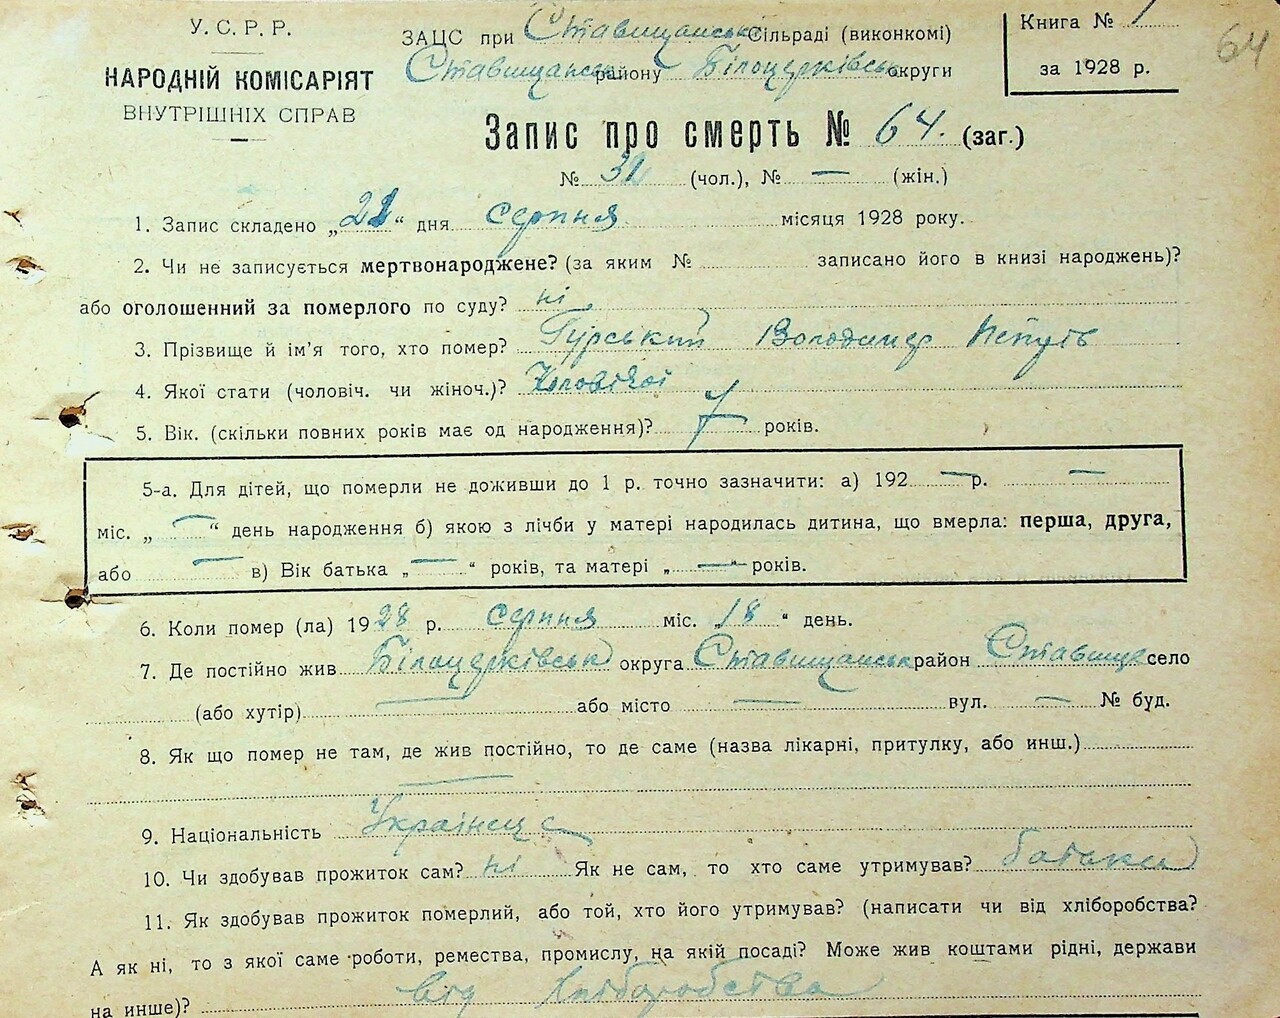 У. С. Р. Р.
НАРОДНІЙ КОМІСАРІЯТ
ВНУТРІШНІХ СПРАВ
ЗАЦС при Ставищанські Сільраді (виконкомі)
Ставищанськ району Білоцерківськ округи
Книга № 1
за 1928 р.
64
Запис про смерть № 64. (заг.)
№ 31 (чол.), № — (жін.)
1. Запис складено „22“ дня серпня місяця 1928 року.
2. Чи не записується мертвонароджене? (за яким № записано його в книзі народжень)?
або оголошенний за померлого по суду? ні
3. Прізвище й ім'я того, хто помер? Гурський Володимир
4. Якої стати (чоловіч. чи жіноч.)? Чоловічої
5. Вік. (скільки повних років має од народження)? 7 років.
5-а. Для дітей, що померли не доживши до 1 р. точно зазначити: а) 192 — р. —
міс. „ — “ день народження б) якою з лічби у матері народилась дитина, що вмерла: перша, друга,
або — в) Вік батька „ — “ років, та матері „ — “ років.
6. Коли помер (ла) 1928 р. серпня міс. „18“ день.
7. Де постійно жив Білоцерківськ округа Ставищанськ район Ставище село
(або хутір) — або місто — вул. — № буд.
8. Як що помер не там, де жив постійно, то де саме (назва лікарні, притулку, або инш.)
—
9. Національність Українец
10. Чи здобував прожиток сам? ні Як не сам, то хто саме утримував? батьки
11. Як здобував прожиток померлий, або той, хто його утримував? (написати чи від хліборобства?
А як ні, то з якої саме роботи, ремества, промислу, на якій посаді? Може жив коштами рідні, держави
на инше)? від хліборобства